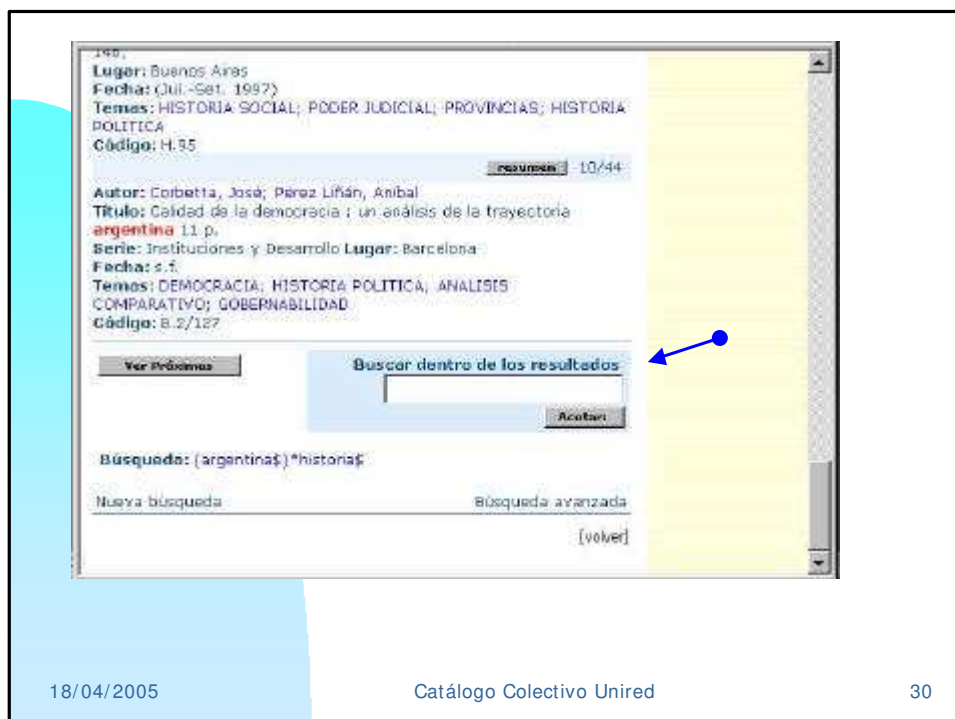 Lugar: Buenos Aires
Fecha: (Jul.-Set. 1997)
Temas: HISTORIA SOCIAL; PODER JUDICIAL; PROVINCIAS; HISTORIA
POLITICA
Código: H.95
resumen 10/44
Autor: Corbetta, José; Pérez Liñán, Aníbal
Título: Calidad de la democracia : un análisis de la trayectoria
argentina 11 p.
Serie: Instituciones y Desarrollo Lugar: Barcelona
Fecha: s.f.
Temas: DEMOCRACIA; HISTORIA POLITICA; ANALISIS
COMPARATIVO; GOBERNABILIDAD
Código: B.2/127
Ver Próximos
Buscar dentro de los resultados
Acotar
Búsqueda: (argentina$)*historia$
Nueva búsqueda Búsqueda avanzada
[volver]
18/04/2005 Catálogo Colectivo Unired 30